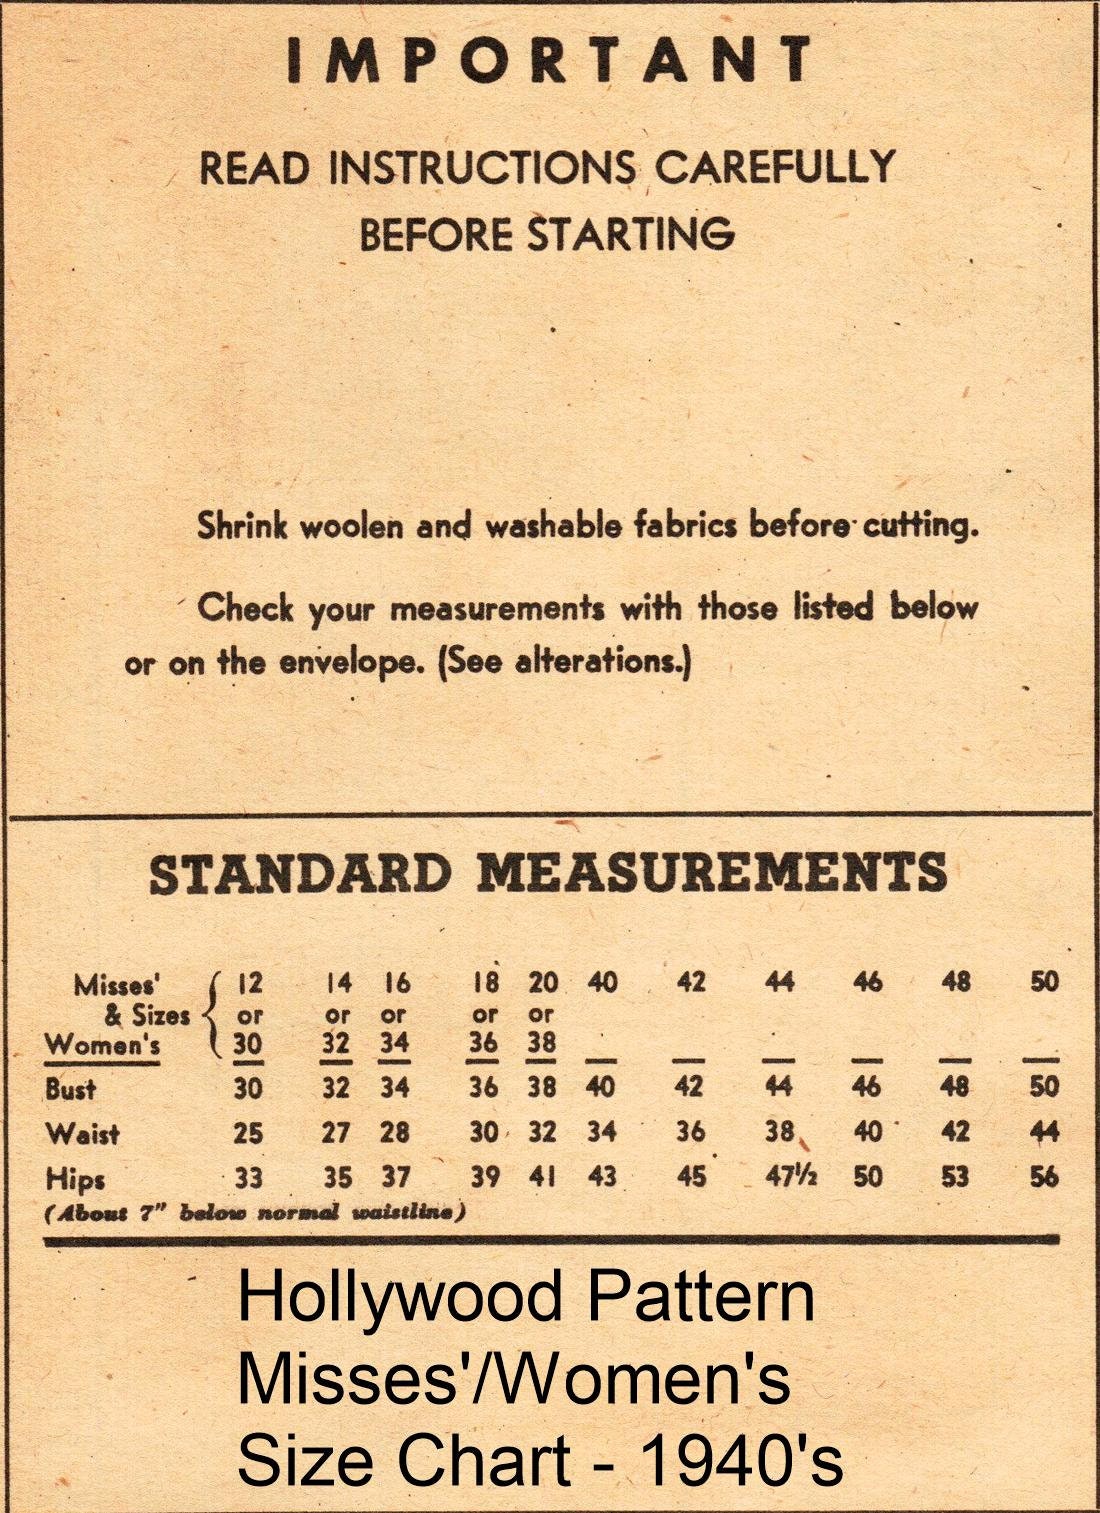 IMPORTANT
READ INSTRUCTIONS CAREFULLY
BEFORE STARTING
Shrink woolen and washable fabrics before cutting.
Check your measurements with those listed below
or on the envelope. (See alterations.)
STANDARD MEASUREMENTS
Misses' { 12 14 16 18 20 40 42 44 46 48 50
& Sizes or or or or or
Women's 30 32 34 36 38 — — — — — —
Bust 30 32 34 36 38 40 42 44 46 48 50
Waist 25 27 28 30 32 34 36 38 40 42 44
Hips 33 35 37 39 41 43 45 47½ 50 53 56
(About 7" below normal waistline)
Hollywood Pattern
Misses'/Women's
Size Chart - 1940's